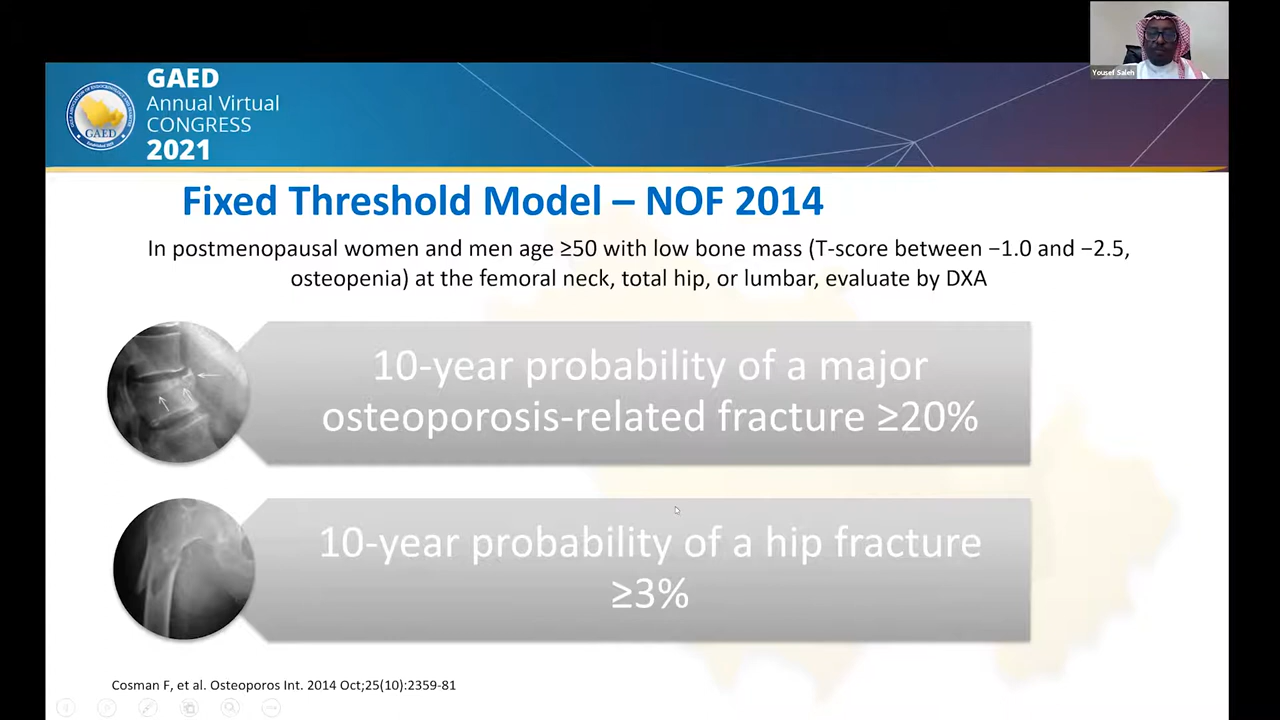 Yousef Saleh
GAED
Annual Virtual
CONGRESS
2021
GAED
Fixed Threshold Model – NOF 2014
In postmenopausal women and men age ≥50 with low bone mass (T-score between −1.0 and −2.5,
osteopenia) at the femoral neck, total hip, or lumbar, evaluate by DXA
10-year probability of a major
osteoporosis-related fracture ≥20%
10-year probability of a hip fracture
≥3%
Cosman F, et al. Osteoporos Int. 2014 Oct;25(10):2359-81